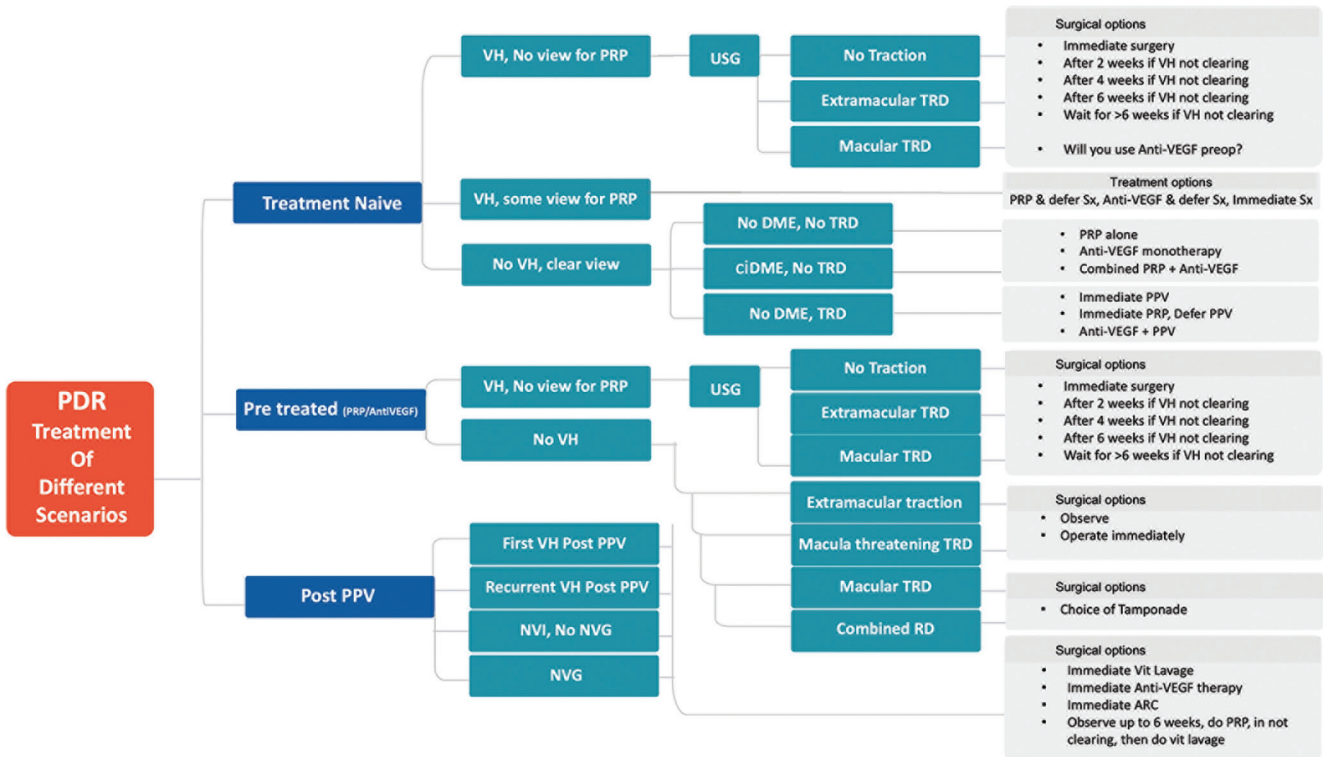 PDR
Treatment
Of
Different
Scenarios
Treatment Naive
VH, No view for PRP
USG
No Traction
Extramacular TRD
Macular TRD
Surgical options
• Immediate surgery
• After 2 weeks if VH not clearing
• After 4 weeks if VH not clearing
• After 6 weeks if VH not clearing
• Wait for >6 weeks if VH not clearing
• Will you use Anti-VEGF preop?
VH, some view for PRP
Treatment options
PRP & defer Sx, Anti-VEGF & defer Sx, Immediate Sx
No VH, clear view
No DME, No TRD
ciDME, No TRD
• PRP alone
• Anti-VEGF monotherapy
• Combined PRP + Anti-VEGF
No DME, TRD
• Immediate PPV
• Immediate PRP, Defer PPV
• Anti-VEGF + PPV
Pre treated (PRP/AntiVEGF)
VH, No view for PRP
USG
No Traction
Extramacular TRD
Macular TRD
Surgical options
• Immediate surgery
• After 2 weeks if VH not clearing
• After 4 weeks if VH not clearing
• After 6 weeks if VH not clearing
• Wait for >6 weeks if VH not clearing
No VH
Extramacular traction
Macula threatening TRD
Surgical options
• Observe
• Operate immediately
Macular TRD
Combined RD
Surgical options
• Choice of Tamponade
Post PPV
First VH Post PPV
Recurrent VH Post PPV
NVI, No NVG
NVG
Surgical options
• Immediate Vit Lavage
• Immediate Anti-VEGF therapy
• Immediate ARC
• Observe up to 6 weeks, do PRP, in not
clearing, then do vit lavage